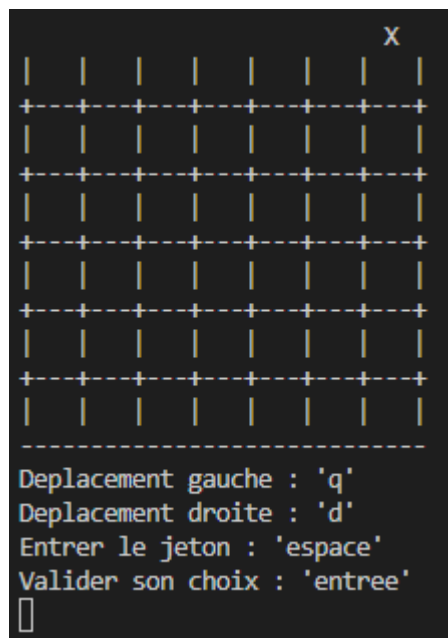 X
|   |   |   |   |   |   |   |
+---+---+---+---+---+---+---+
|   |   |   |   |   |   |   |
+---+---+---+---+---+---+---+
|   |   |   |   |   |   |   |
+---+---+---+---+---+---+---+
|   |   |   |   |   |   |   |
+---+---+---+---+---+---+---+
|   |   |   |   |   |   |   |
+---+---+---+---+---+---+---+
|   |   |   |   |   |   |   |
-----------------------------
Deplacement gauche : 'q'
Deplacement droite : 'd'
Entrer le jeton : 'espace'
Valider son choix : 'entree'